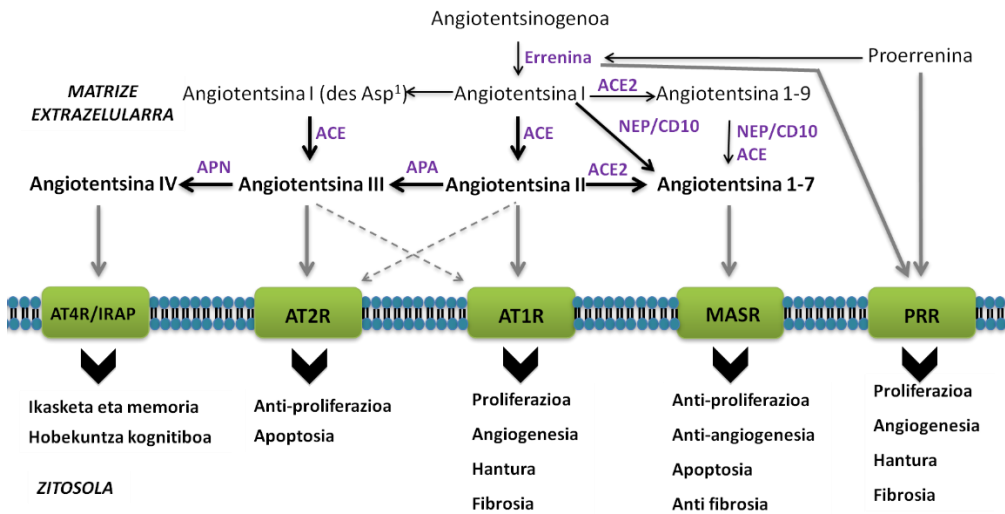 Angiotentsinogenoa
Errenina
Proerrenina
MATRIZE
EXTRAZELULARRA
Angiotentsina I (des Asp¹)
Angiotentsina I
ACE2
Angiotentsina 1-9
ACE
ACE
NEP/CD10
NEP/CD10
ACE
Angiotentsina IV
APN
Angiotentsina III
APA
Angiotentsina II
ACE2
Angiotentsina 1-7
AT4R/IRAP
AT2R
AT1R
MASR
PRR
Ikasketa eta memoria
Hobekuntza kognitiboa
Anti-proliferazioa
Apoptosia
Proliferazioa
Angiogenesia
Hantura
Fibrosia
Anti-proliferazioa
Anti-angiogenesia
Apoptosia
Anti fibrosia
Proliferazioa
Angiogenesia
Hantura
Fibrosia
ZITOSOLA